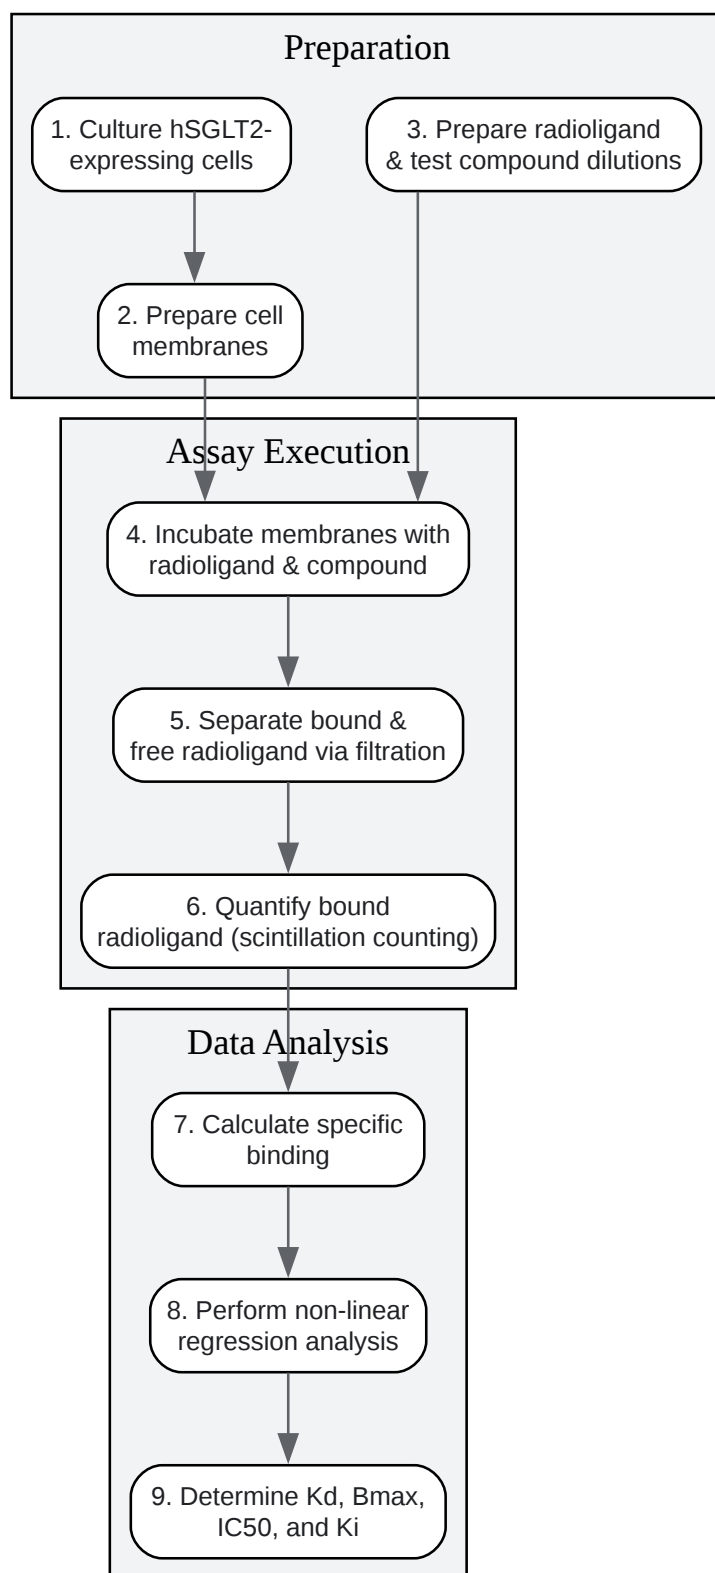 Preparation
1. Culture hSGLT2-
expressing cells
3. Prepare radioligand
& test compound dilutions
2. Prepare cell
membranes
Assay Execution
4. Incubate membranes with
radioligand & compound
5. Separate bound &
free radioligand via filtration
6. Quantify bound
radioligand (scintillation counting)
Data Analysis
7. Calculate specific
binding
8. Perform non-linear
regression analysis
9. Determine Kd, Bmax,
IC50, and Ki